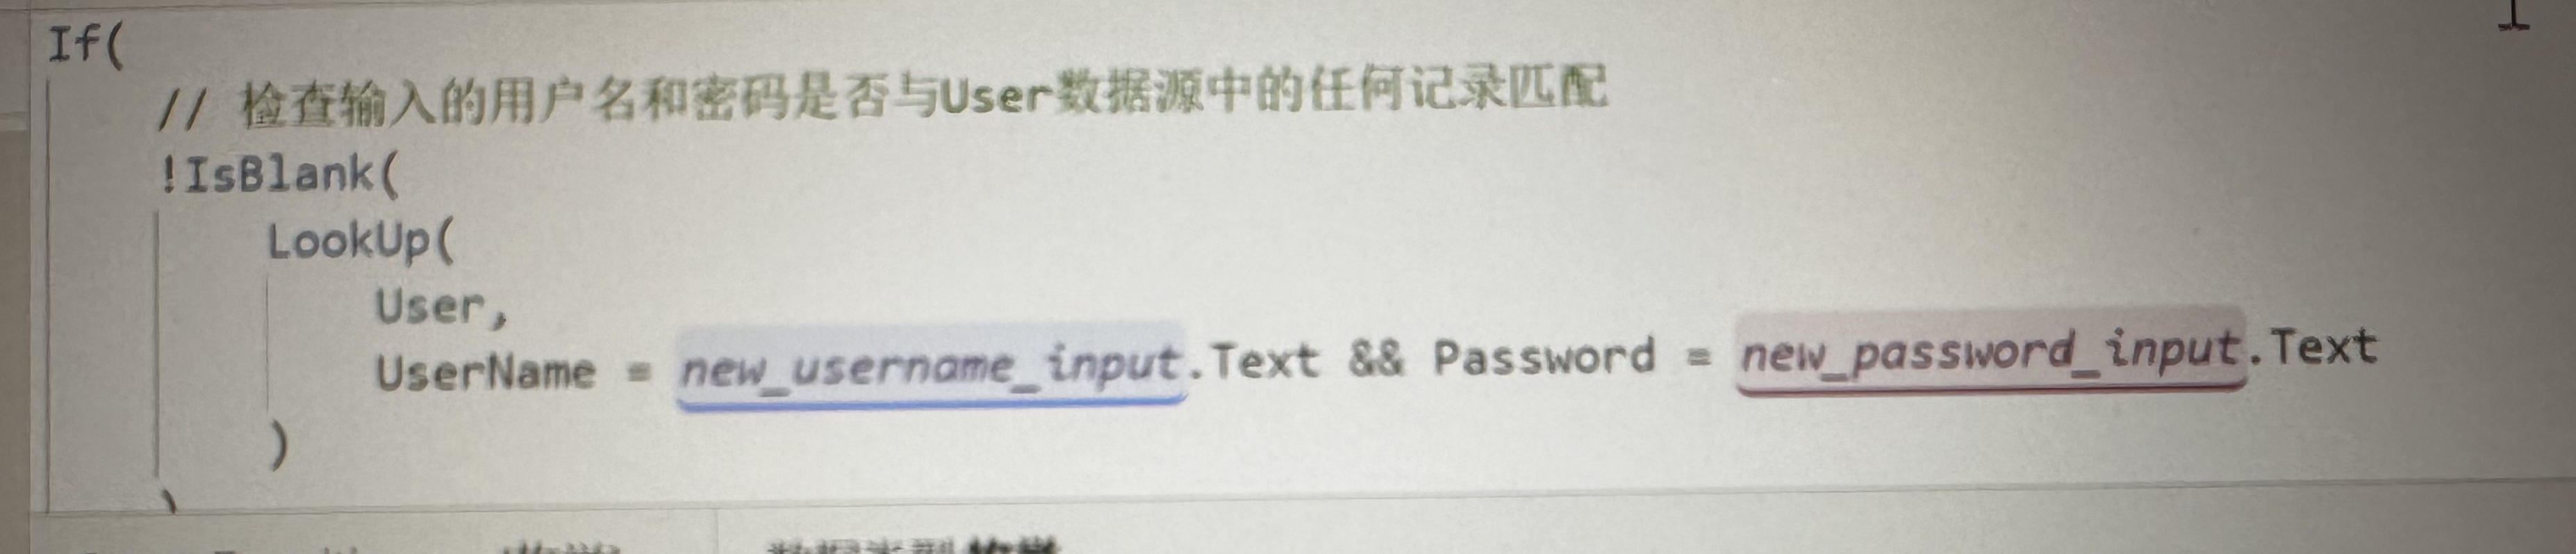 If(
// 检查输入的用户名和密码是否与User数据源中的任何记录匹配
!IsBlank(
LookUp(
User,
UserName = new_username_input.Text && Password = new_password_input.Text
)
)